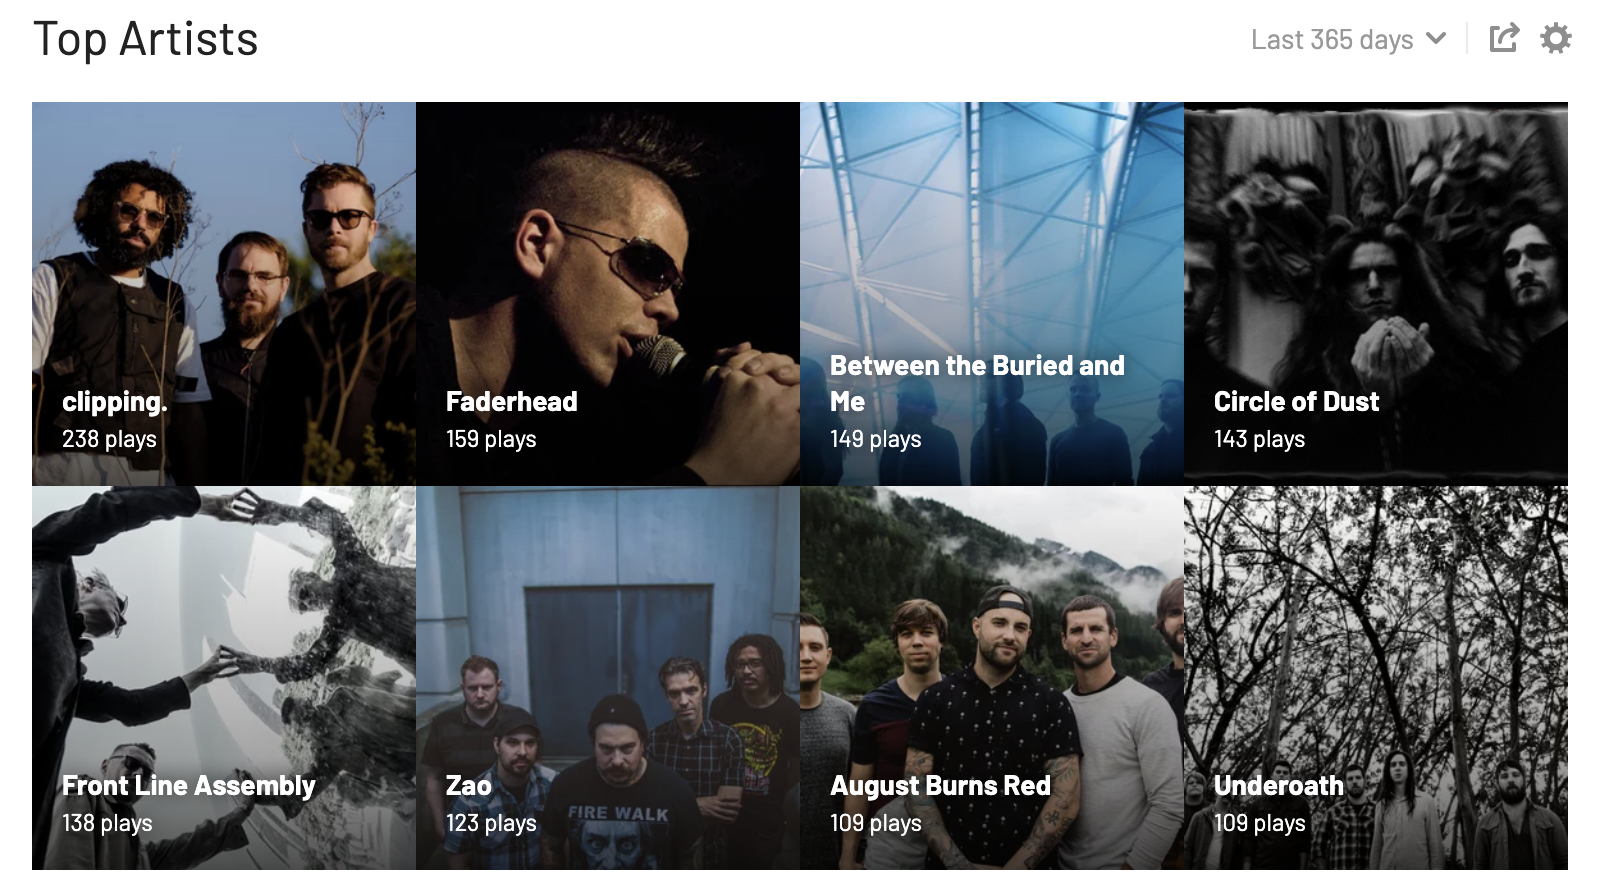 Top Artists
Last 365 days
clipping.
238 plays
Faderhead
159 plays
Between the Buried and
Me
149 plays
Circle of Dust
143 plays
Front Line Assembly
138 plays
Zao
123 plays
FIRE WALK
August Burns Red
109 plays
Underoath
109 plays